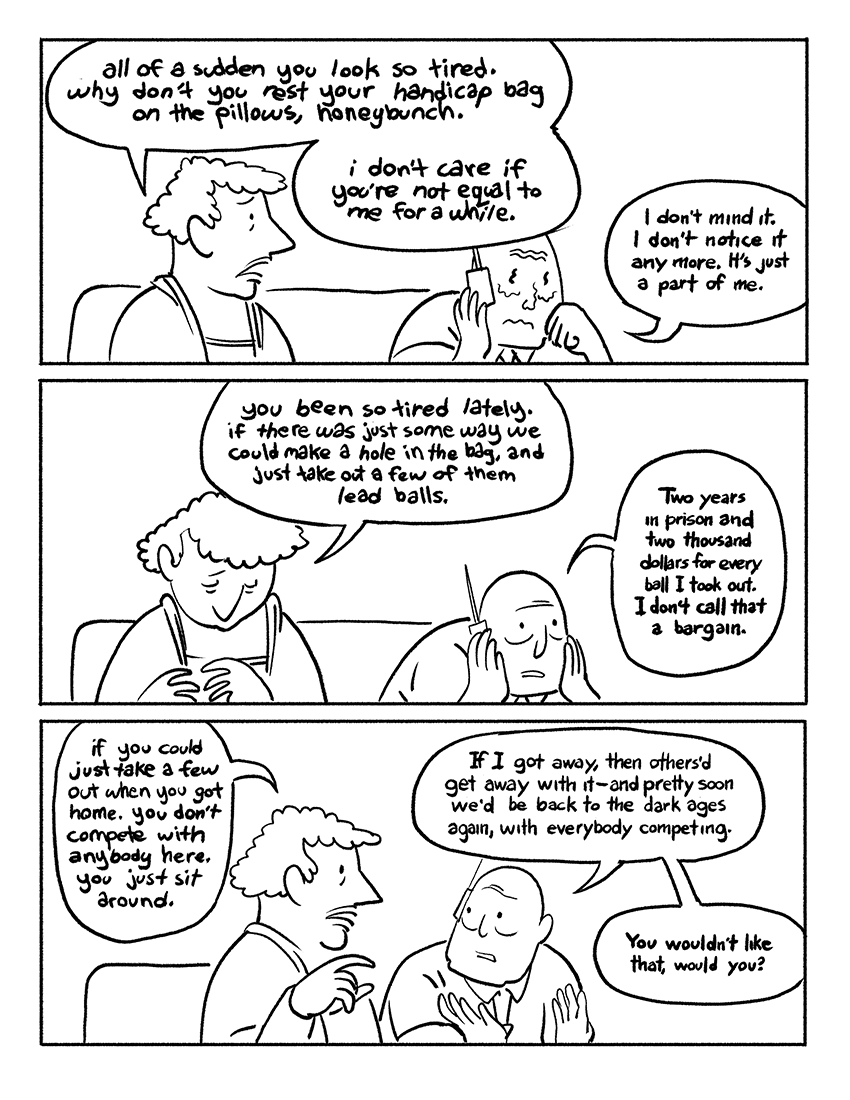 all of a sudden you look so tired.
why don't you rest your handicap bag
on the pillows, honeybunch.
i don't care if
you're not equal to
me for a while.
I don't mind it.
I don't notice it
any more. It's just
a part of me.
you been so tired lately.
if there was just some way we
could make a hole in the bag, and
just take out a few of them
lead balls.
Two years
in prison and
two thousand
dollars for every
ball I took out.
I don't call that
a bargain.
if you could
just take a few
out when you got
home. you don't
compete with
anybody here.
you just sit
around.
If I got away, then others'd
get away with it—and pretty soon
we'd be back to the dark ages
again, with everybody competing.
You wouldn't like
that, would you?